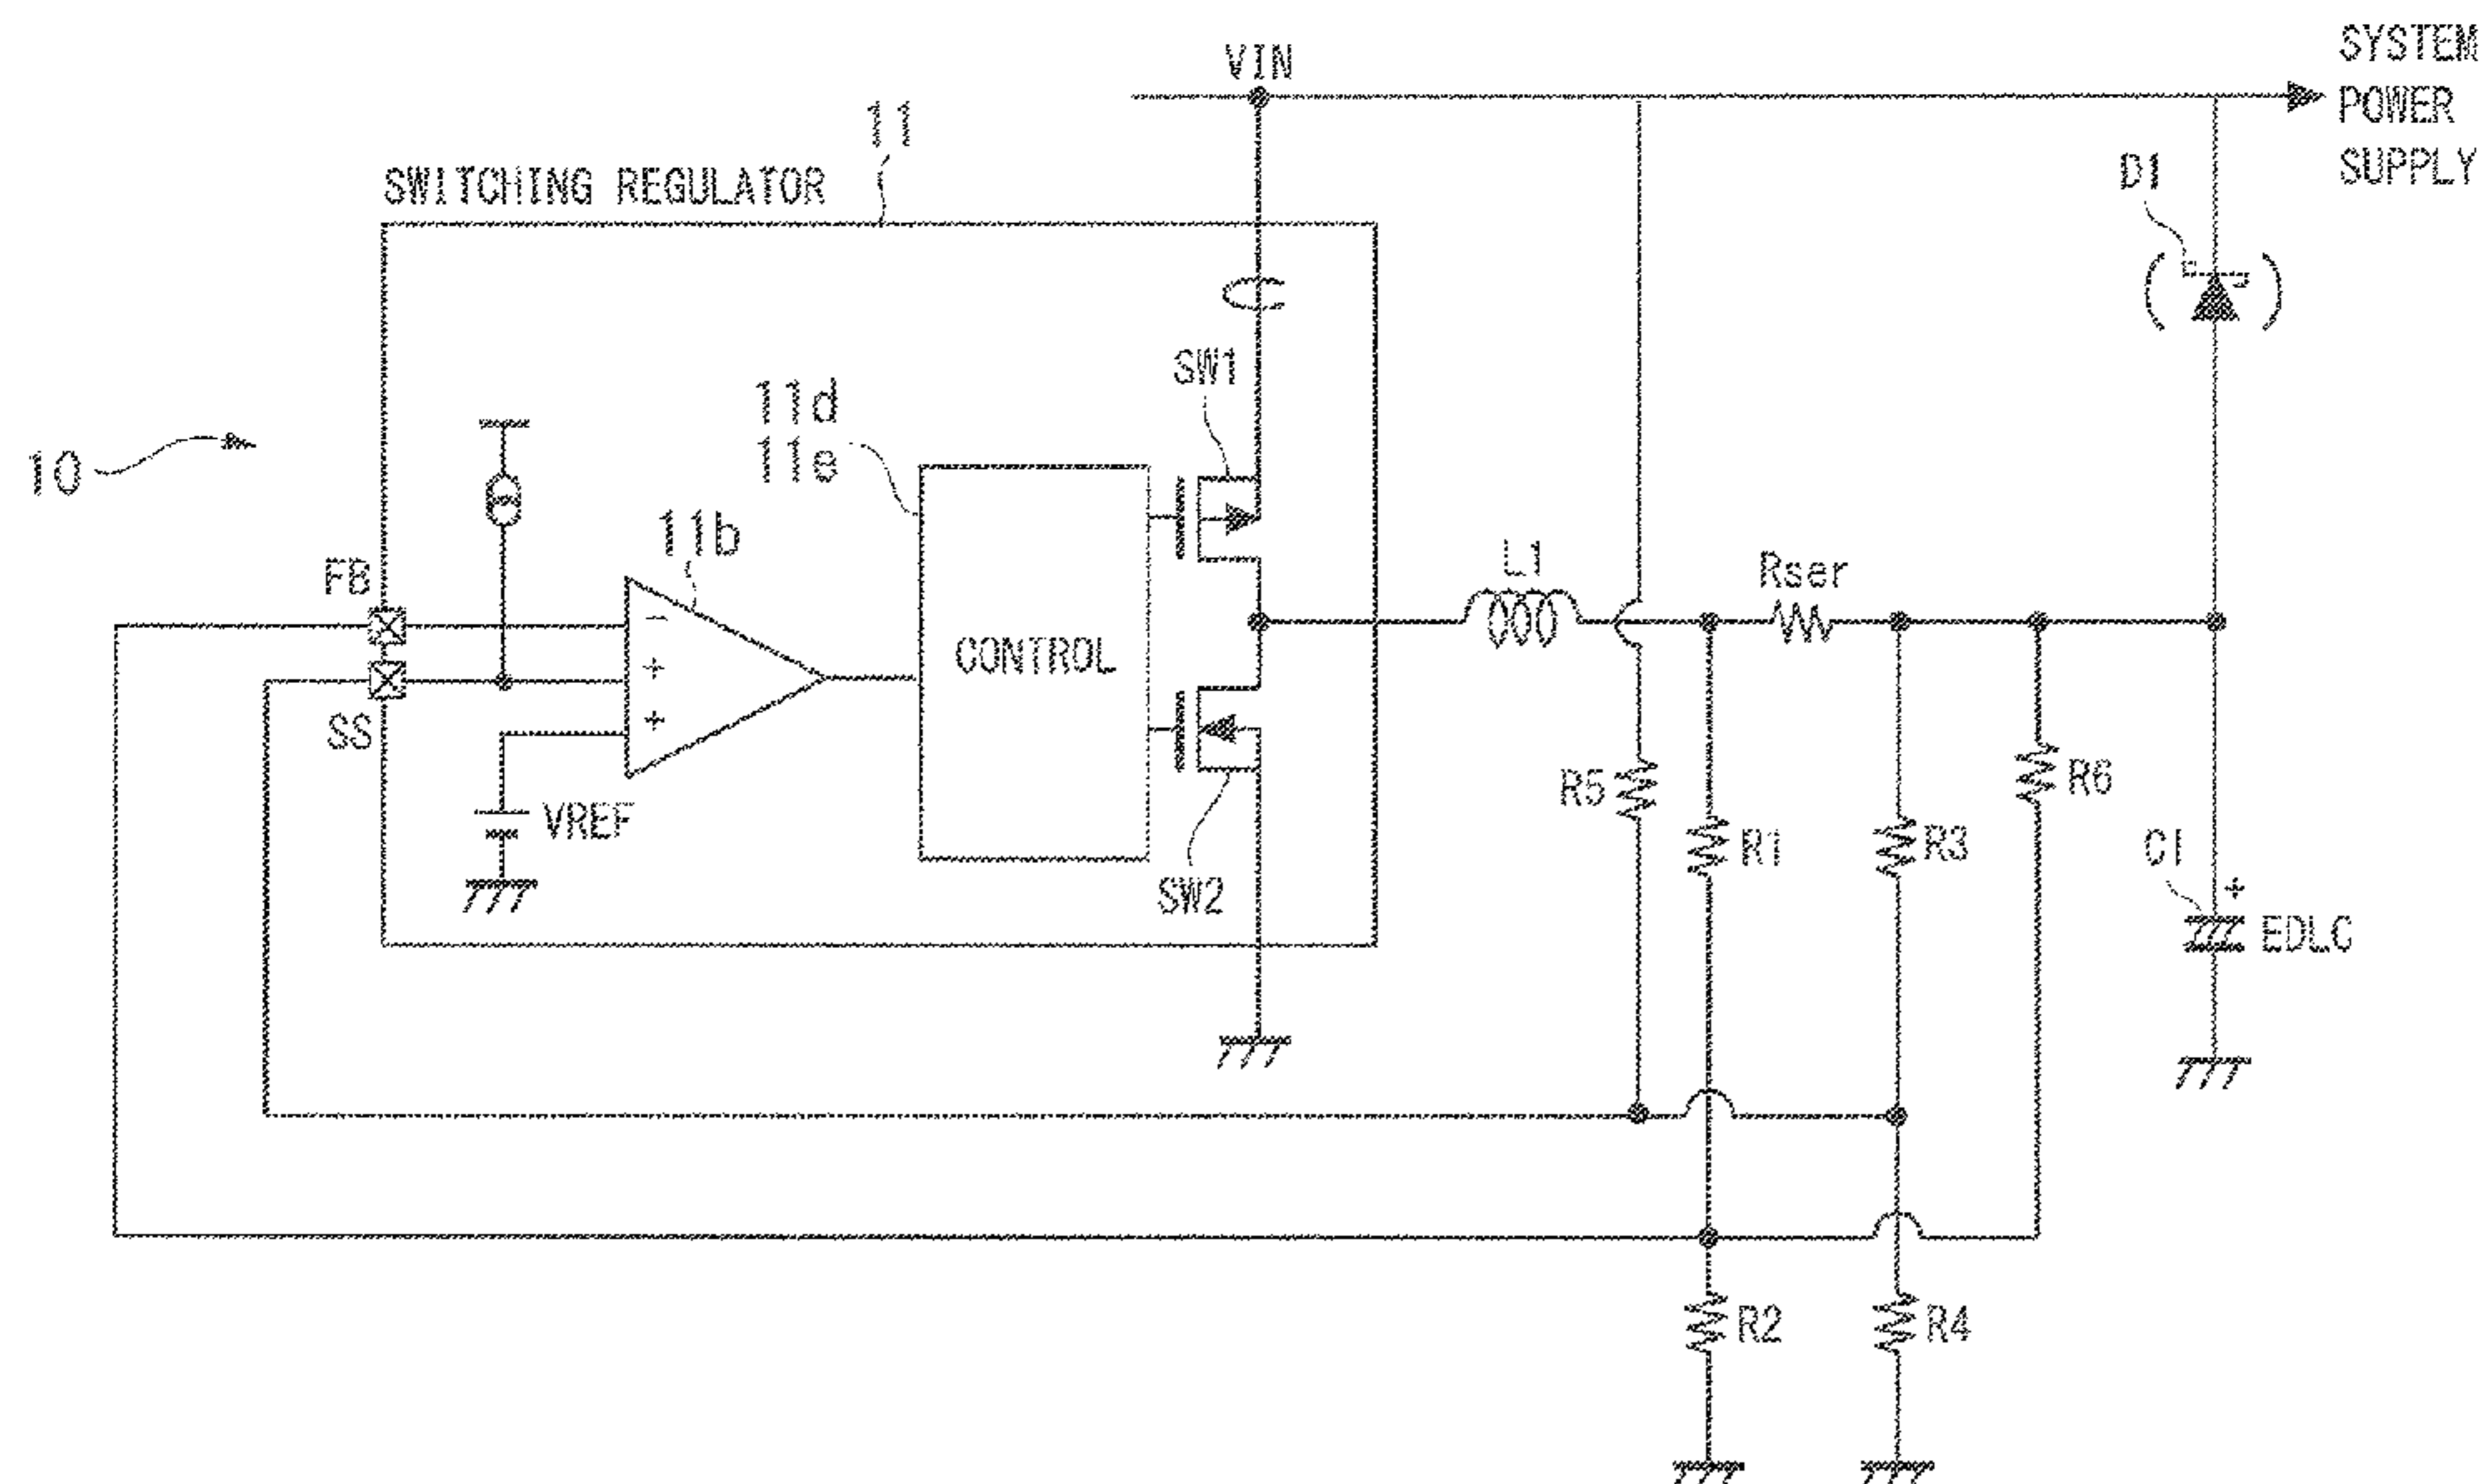 SYSTEM
POWER
SUPPLY
VIN
11
SWITCHING REGULATOR
D1
SW1
11d
11e
10
11b
FB
−
+
+
SS
CONTROL
L1
Rser
VREF
SW2
R5
R1
R3
R6
C1
+
EDLC
R2
R4